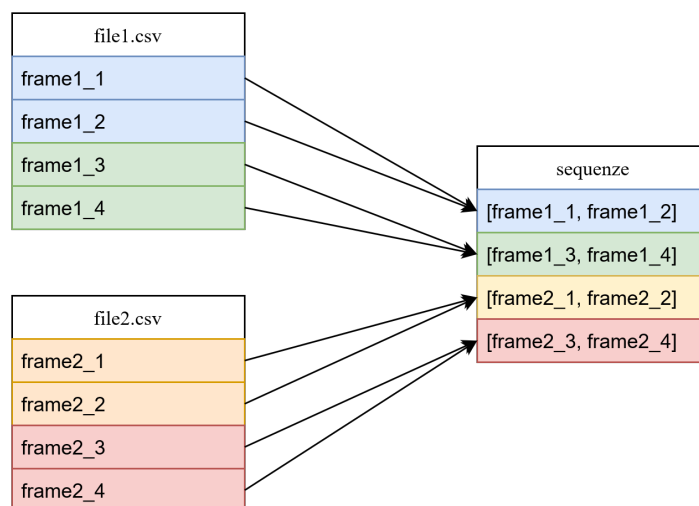 file1.csv
frame1_1
frame1_2
frame1_3
frame1_4
file2.csv
frame2_1
frame2_2
frame2_3
frame2_4
sequenze
[frame1_1, frame1_2]
[frame1_3, frame1_4]
[frame2_1, frame2_2]
[frame2_3, frame2_4]